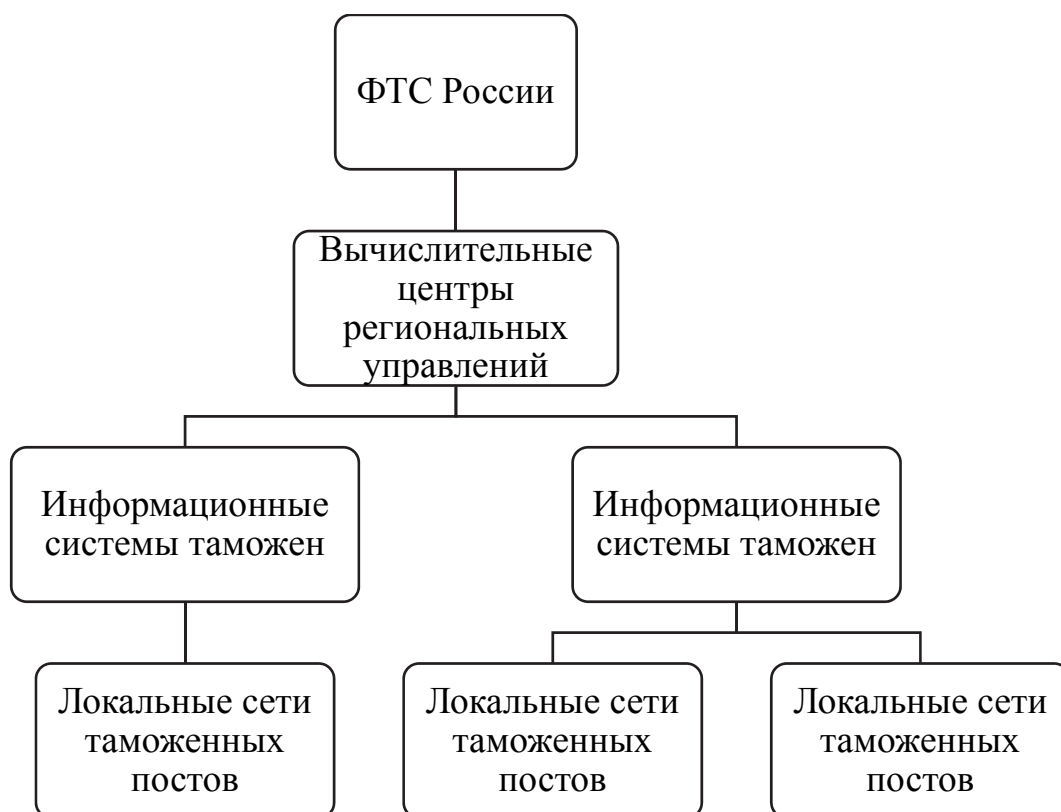 ФТС России
Вычислительные
центры
региональных
управлений
Информационные
системы таможен
Информационные
системы таможен
Локальные сети
таможенных
постов
Локальные сети
таможенных
постов
Локальные сети
таможенных
постов